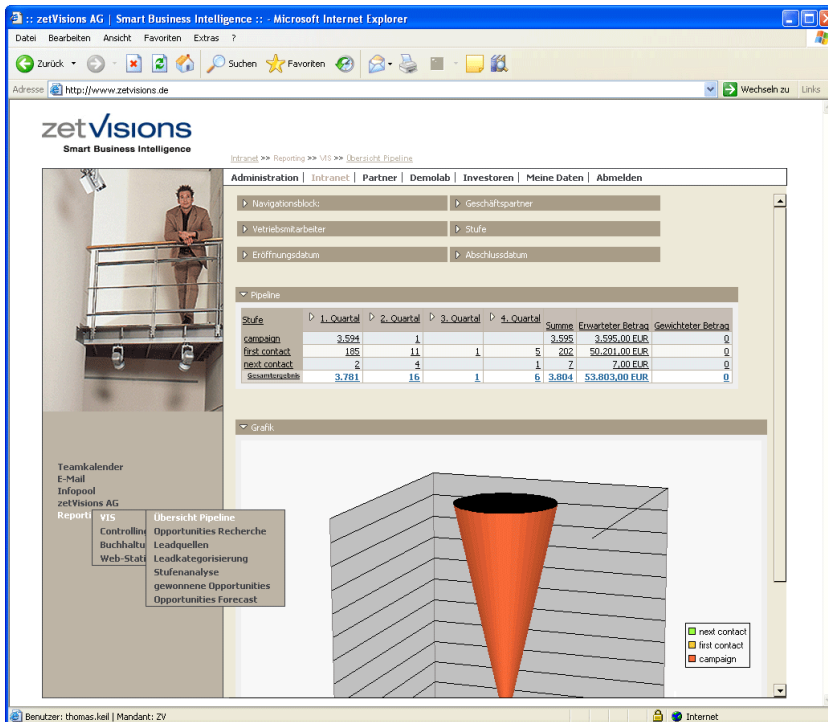 :: zetVisions AG | Smart Business Intelligence :: - Microsoft Internet Explorer
Datei Bearbeiten Ansicht Favoriten Extras ?
Zurück Suchen Favoriten
Adresse http://www.zetvisions.de Wechseln zu Links
zetvisions
Smart Business Intelligence
Intranet >> Reporting >> VIS >> Übersicht Pipeline
Administration | Intranet | Partner | Demolab | Investoren | Meine Daten | Abmelden
Navigationsblock: Geschäftspartner
Vetriebsmitarbeiter Stufe
Eröffnungsdatum Abschlussdatum
Pipeline
Stufe 1. Quartal 2. Quartal 3. Quartal 4. Quartal Summe Erwarteter Betrag Gewichteter Betrag
campaign 3.594 1 3.595 3.595,00 EUR 0
first contact 185 11 1 5 202 50.201,00 EUR 0
next contact 2 4 1 7 7,00 EUR 0
Gesamtergebnis 3.781 16 1 6 3.804 53.803,00 EUR 0
Grafik
Teamkalender
E-Mail
Infopool
zetVisions AG
Reporti VIS Übersicht Pipeline
Controlling Opportunities Recherche
Buchhaltu Leadquellen
Web-Stati Leadkategorisierung
Stufenanalyse
gewonnene Opportunities
Opportunities Forecast
next contact
first contact
campaign
Benutzer: thomas.keil | Mandant: ZV Internet